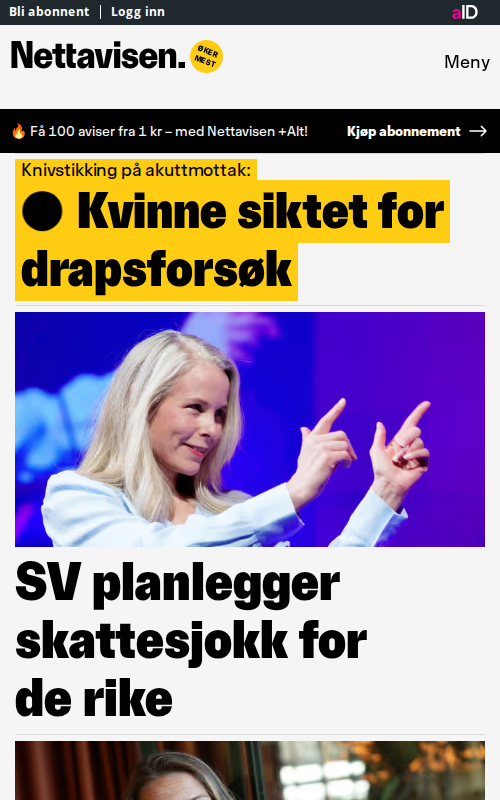 Bli abonnent | Logg inn
aID
Nettavisen.
ØKER
MEST
Meny
🔥 Få 100 aviser fra 1 kr – med Nettavisen +Alt!
Kjøp abonnement →
Knivstikking på akuttmottak:
Kvinne siktet for
drapsforsøk
SV planlegger
skattesjokk for
de rike